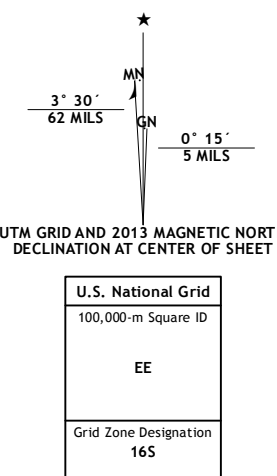 ★
MN
GN
3° 30´
62 MILS
0° 15´
5 MILS
UTM GRID AND 2013 MAGNETIC NORT
DECLINATION AT CENTER OF SHEET
U.S. National Grid
100,000-m Square ID
EE
Grid Zone Designation
16S